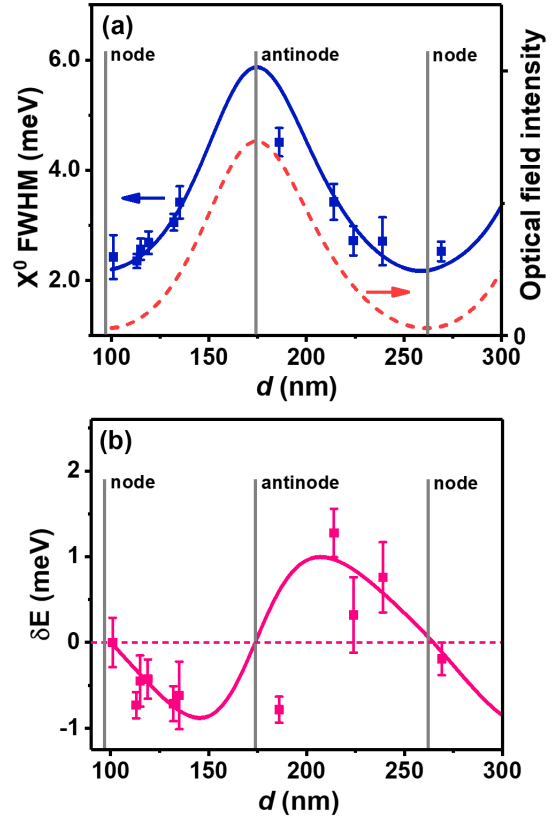 (a)
node
antinode
node
6.0
4.0
2.0
X⁰ FWHM (meV)
Optical field intensity
0
100
150
200
250
300
d (nm)
(b)
node
antinode
node
2
1
0
-1
δE (meV)
100
150
200
250
300
d (nm)